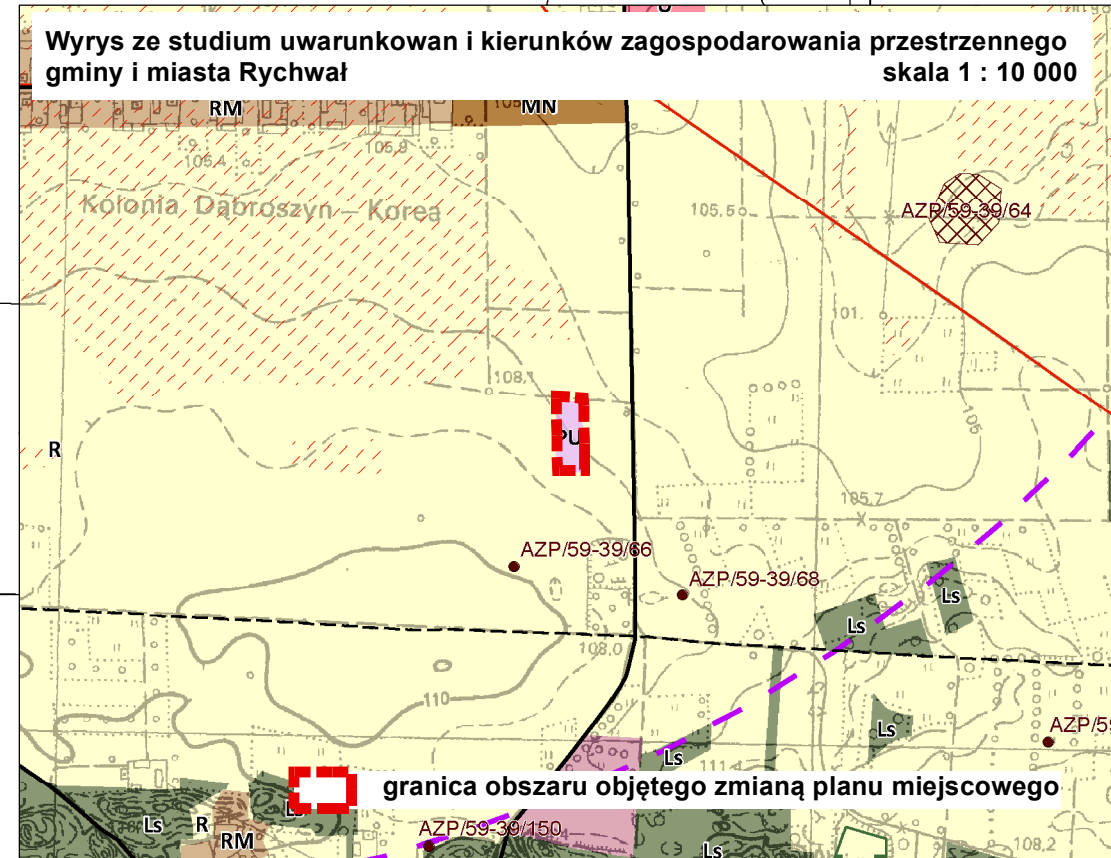 Wyrys ze studium uwarunkowan i kierunków zagospodarowania przestrzennego
gminy i miasta Rychwał
skala 1 : 10 000
RM
MN
105,4
105,9
Kolonia Dąbroszyn – Korea
105,5
AZP/59-39/64
101.
108,1
PU
R
105
105,7
AZP/59-39/66
AZP/59-39/68
Ls
Ls
108,0
110
Ls
AZP/59
Ls
111,4
granica obszaru objętego zmianą planu miejscowego
Ls
Ls
R
RM
AZP/59-39/150
Ls
108,2